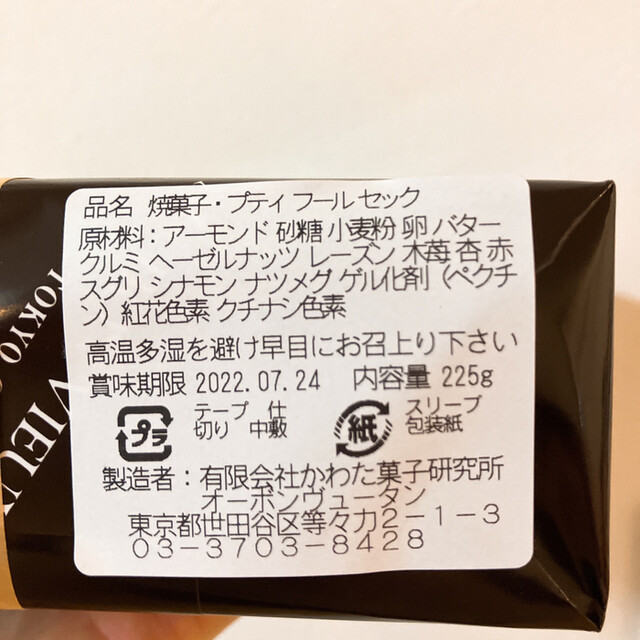 品名 焼菓子・プティ フール セック
原材料：アーモンド 砂糖 小麦粉 卵 バター
クルミ ヘーゼルナッツ レーズン 木苺 杏 赤
スグリ シナモン ナツメグ ゲル化剤（ペクチ
ン）紅花色素 クチナシ色素
高温多湿を避け早目にお召上り下さい
賞味期限 2022.07.24 内容量 225g
プラ テープ 仕
切り 中敷
紙 スリーブ
包装紙
製造者：有限会社かわた菓子研究所
オーボンヴュータン
東京都世田谷区等々力2-1-3
03-3703-8428
TOKYO
VIEUX